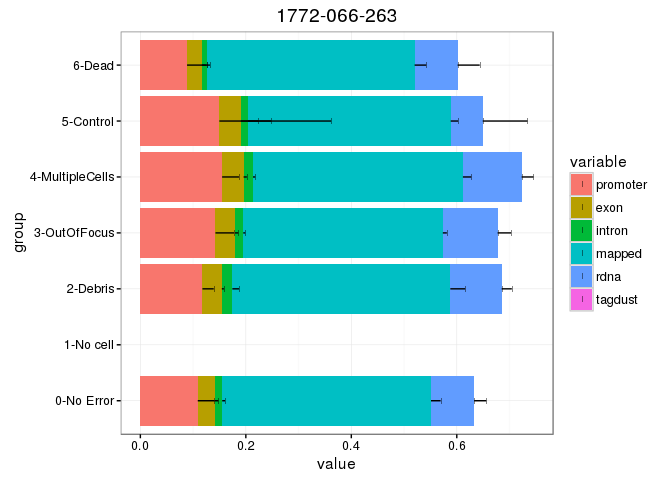 1772-066-263
6-Dead
5-Control
4-MultipleCells
3-OutOfFocus
2-Debris
1-No cell
0-No Error
group
0.0 0.2 0.4 0.6
value
variable
promoter
exon
intron
mapped
rdna
tagdust